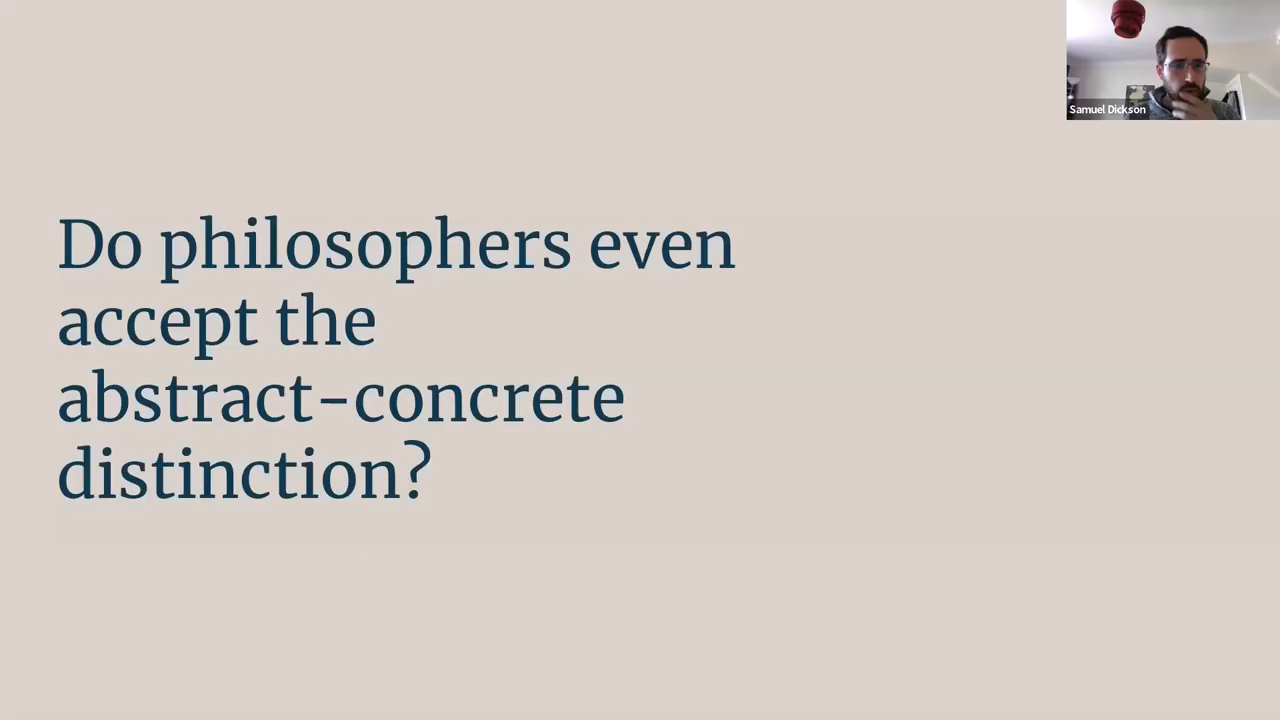 Do philosophers even
accept the
abstract-concrete
distinction?
Samuel Dickson